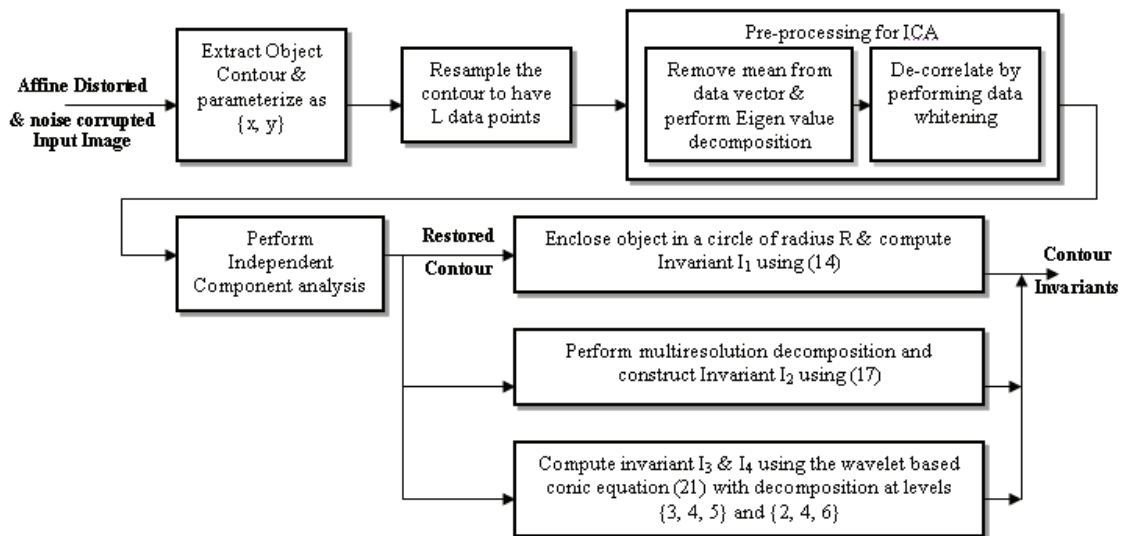 Affine Distorted
& noise corrupted
Input Image
Extract Object
Contour &
parameterize as
{x, y}
Resample the
contour to have
L data points
Pre-processing for ICA
Remove mean from
data vector &
perform Eigen value
decomposition
De-correlate by
performing data
whitening
Perform
Independent
Component analysis
Restored
Contour
Enclose object in a circle of radius R & compute
Invariant I₁ using (14)
Perform multiresolution decomposition and
construct Invariant I₂ using (17)
Compute invariant I₃ & I₄ using the wavelet based
conic equation (21) with decomposition at levels
{3, 4, 5} and {2, 4, 6}
Contour
Invariants